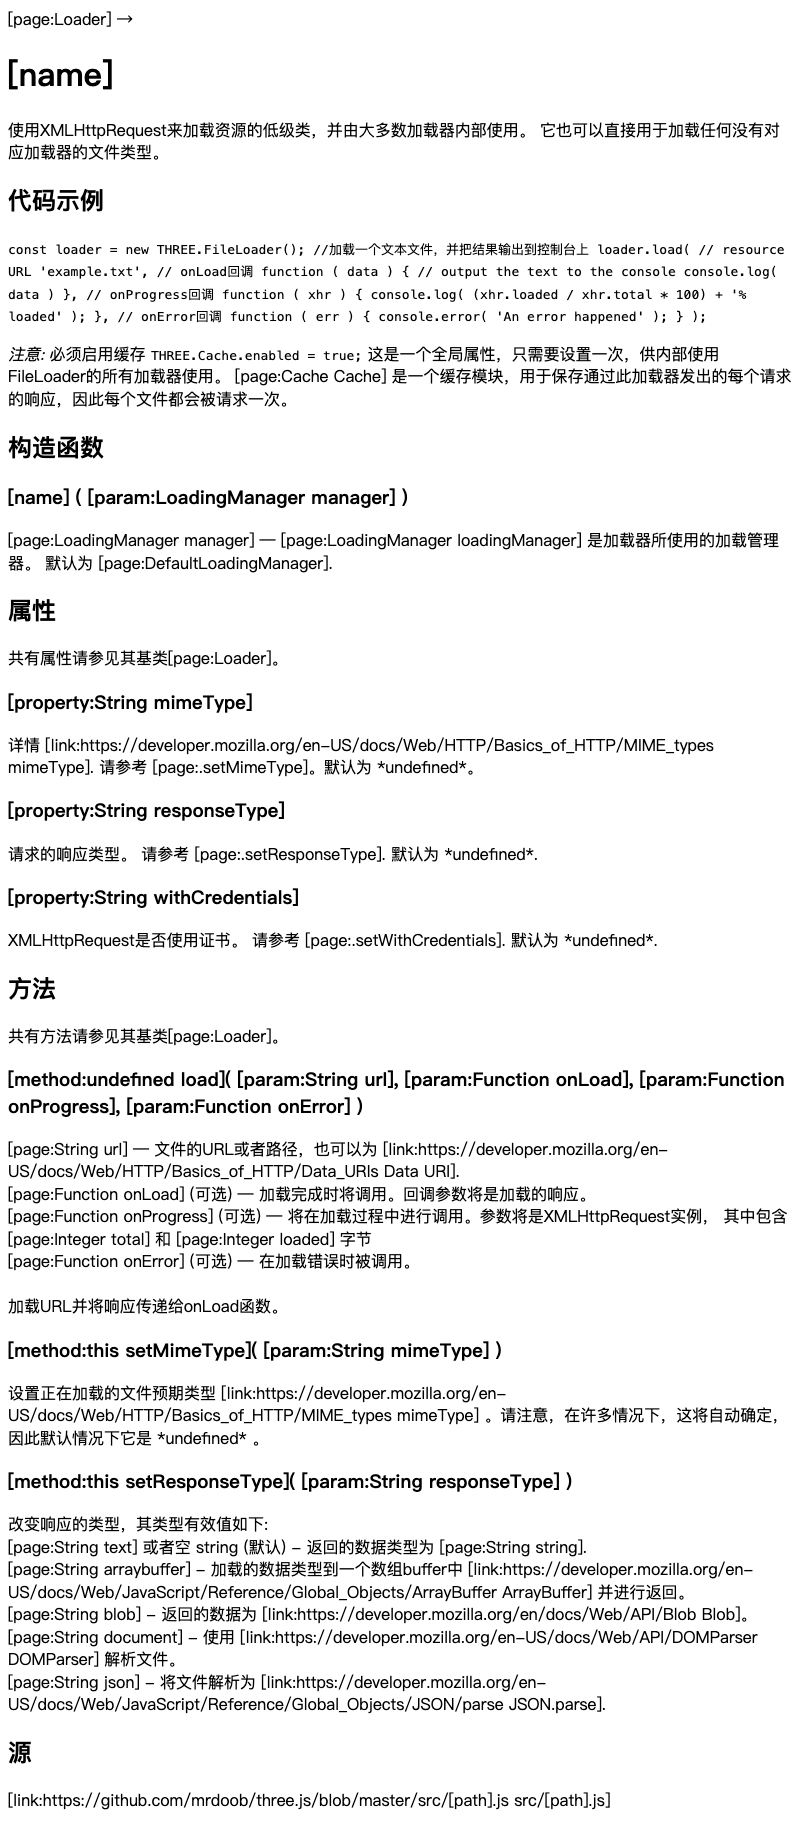 [page:Loader] →
[name]
使用XMLHttpRequest来加载资源的低级类，并由大多数加载器内部使用。 它也可以直接用于加载任何没有对
应加载器的文件类型。
代码示例
const loader = new THREE.FileLoader(); //加载一个文本文件，并把结果输出到控制台上 loader.load( // resource
URL 'example.txt', // onLoad回调 function ( data ) { // output the text to the console console.log(
data ) }, // onProgress回调 function ( xhr ) { console.log( (xhr.loaded / xhr.total * 100) + '%
loaded' ); }, // onError回调 function ( err ) { console.error( 'An error happened' ); } );
注意: 必须启用缓存 THREE.Cache.enabled = true; 这是一个全局属性，只需要设置一次，供内部使用
FileLoader的所有加载器使用。 [page:Cache Cache] 是一个缓存模块，用于保存通过此加载器发出的每个请求
的响应，因此每个文件都会被请求一次。
构造函数
[name] ( [param:LoadingManager manager] )
[page:LoadingManager manager] — [page:LoadingManager loadingManager] 是加载器所使用的加载管理
器。 默认为 [page:DefaultLoadingManager].
属性
共有属性请参见其基类[page:Loader]。
[property:String mimeType]
详情 [link:https://developer.mozilla.org/en-US/docs/Web/HTTP/Basics_of_HTTP/MIME_types
mimeType]. 请参考 [page:.setMimeType]。默认为 *undefined*。
[property:String responseType]
请求的响应类型。 请参考 [page:.setResponseType]. 默认为 *undefined*.
[property:String withCredentials]
XMLHttpRequest是否使用证书。 请参考 [page:.setWithCredentials]. 默认为 *undefined*.
方法
共有方法请参见其基类[page:Loader]。
[method:undefined load]( [param:String url], [param:Function onLoad], [param:Function
onProgress], [param:Function onError] )
[page:String url] — 文件的URL或者路径，也可以为 [link:https://developer.mozilla.org/en-
US/docs/Web/HTTP/Basics_of_HTTP/Data_URIs Data URI].
[page:Function onLoad] (可选) — 加载完成时将调用。回调参数将是加载的响应。
[page:Function onProgress] (可选) — 将在加载过程中进行调用。参数将是XMLHttpRequest实例， 其中包含
[page:Integer total] 和 [page:Integer loaded] 字节
[page:Function onError] (可选) — 在加载错误时被调用。
加载URL并将响应传递给onLoad函数。
[method:this setMimeType]( [param:String mimeType] )
设置正在加载的文件预期类型 [link:https://developer.mozilla.org/en-
US/docs/Web/HTTP/Basics_of_HTTP/MIME_types mimeType] 。请注意，在许多情况下，这将自动确定，
因此默认情况下它是 *undefined* 。
[method:this setResponseType]( [param:String responseType] )
改变响应的类型，其类型有效值如下:
[page:String text] 或者空 string (默认) - 返回的数据类型为 [page:String string].
[page:String arraybuffer] - 加载的数据类型到一个数组buffer中 [link:https://developer.mozilla.org/en-
US/docs/Web/JavaScript/Reference/Global_Objects/ArrayBuffer ArrayBuffer] 并进行返回。
[page:String blob] - 返回的数据为 [link:https://developer.mozilla.org/en/docs/Web/API/Blob Blob]。
[page:String document] - 使用 [link:https://developer.mozilla.org/en-US/docs/Web/API/DOMParser
DOMParser] 解析文件。
[page:String json] - 将文件解析为 [link:https://developer.mozilla.org/en-
US/docs/Web/JavaScript/Reference/Global_Objects/JSON/parse JSON.parse].
源
[link:https://github.com/mrdoob/three.js/blob/master/src/[path].js src/[path].js]